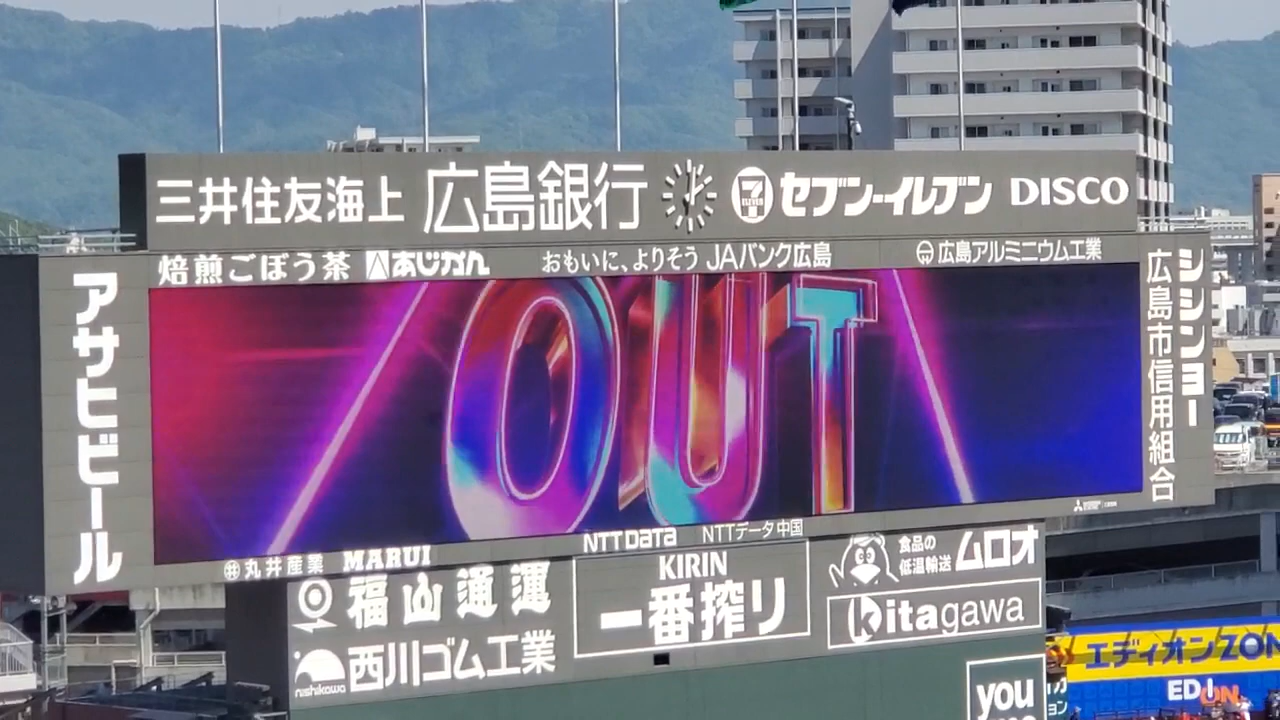 三井住友海上 広島銀行 7 ELEVEN セブン-イレブン DISCO
焙煎ごぼう茶 あじかん おもいに、よりそう JAバンク広島 広島アルミニウム工業
アサヒビール
OUT
シシンヨー
広島市信用組合
NTT DATA NTTデータ中国
丸井産業 MARUI
福山通運
KIRIN
一番搾り
食品の
低温輸送 ムロオ
kitagawa
nishikawa 西川ゴム工業
エディオンZON
EDION
you